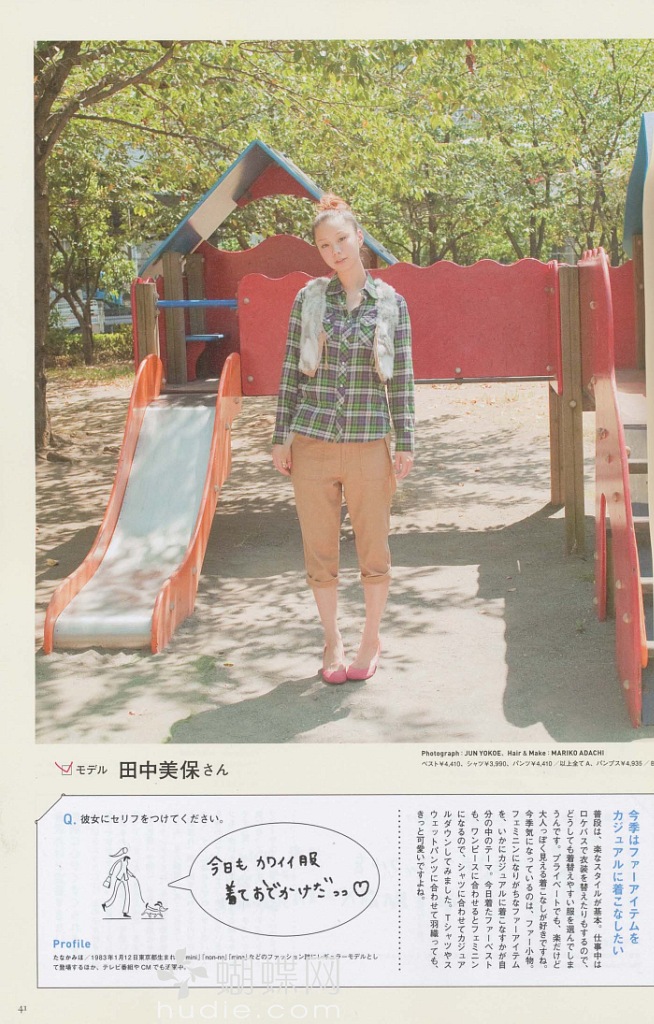 Photograph : JUN YOKOE. Hair & Make : MARIKO ADACHI
ベスト¥4,410、シャツ¥3,990、パンツ¥4,410／以上全てA、パンプス¥4,935／B
モデル 田中美保さん
Q. 彼女にセリフをつけてください。
今日も カワイイ服
着ておでかけだっっ♡
今季はファーアイテムを
カジュアルに着こなしたい
普段は、楽なスタイルが基本。仕事中は
ロケバスで衣装を替えたりもするので、
どうしても着替えやすい服を選んでしま
うんです。プライベートでも、楽だけど
大人っぽく見える着こなしが好きですね。
今季気になっているのは、ファー小物。
フェミニンになりがちなファーアイテム
を、いかにカジュアルに着こなすかが自
分の中のテーマ。今日着たファーベスト
も、ワンピースに合わせるとフェミニン
になるので、シャツに合わせてカジュア
ルダウンしてみました。Tシャツやス
ウェットパンツに合わせて羽織っても、
きっと可愛いですよね。
Profile
たなかみほ／1983年1月12日東京都生まれ
「mini」「non-no」などのファッション誌にレギュラーモデルとし
て登場するほか、テレビ番組やCMでも活躍中。
41
蝴蝶网
hudie.com